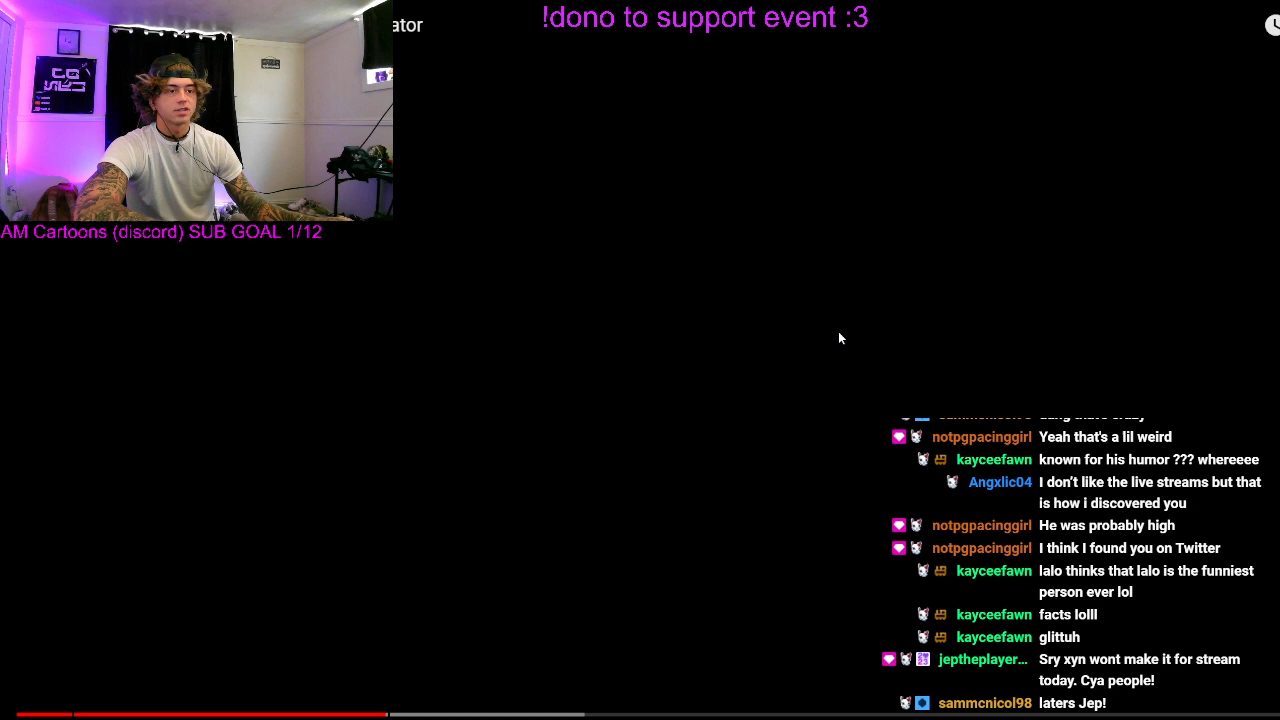 ator
!dono to support event :3
AM Cartoons (discord) SUB GOAL 1/12
notpgpacinggirl Yeah that's a lil weird
kayceefawn known for his humor ??? whereeee
Angxlic04 I don't like the live streams but that
is how i discovered you
notpgpacinggirl He was probably high
notpgpacinggirl I think I found you on Twitter
kayceefawn lalo thinks that lalo is the funniest
person ever lol
kayceefawn facts lolll
kayceefawn glittuh
jeptheplayer... Sry xyn wont make it for stream
today. Cya people!
sammcnicol98 laters Jep!